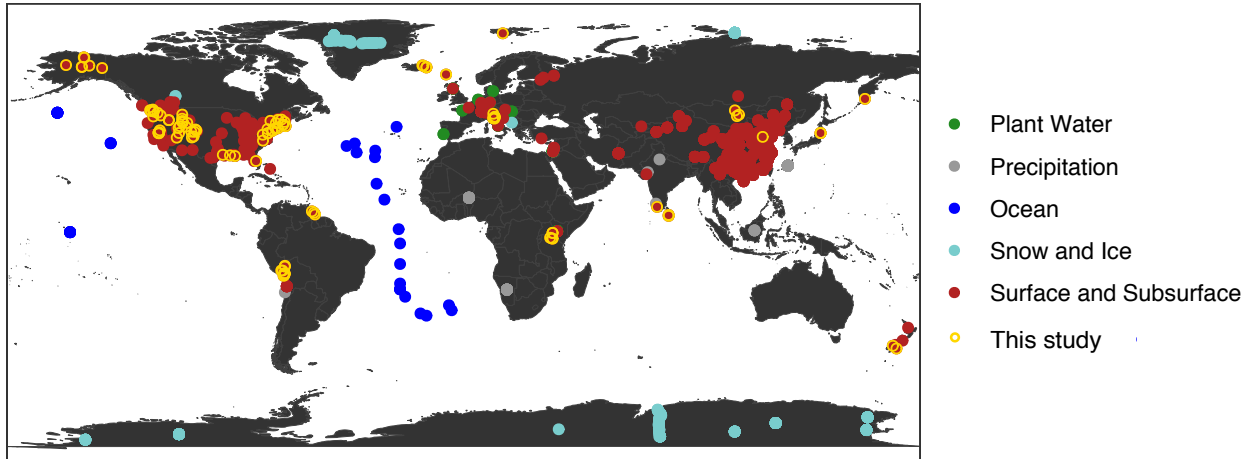 Plant Water
Precipitation
Ocean
Snow and Ice
Surface and Subsurface
This study